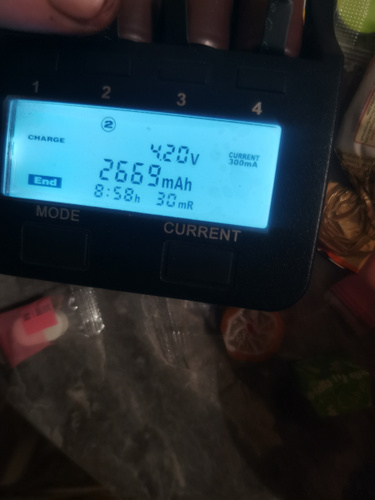 1 2 3 4
2
CHARGE
4.20v
CURRENT
300mA
2669mAh
End
8:58h 30mR
MODE
CURRENT